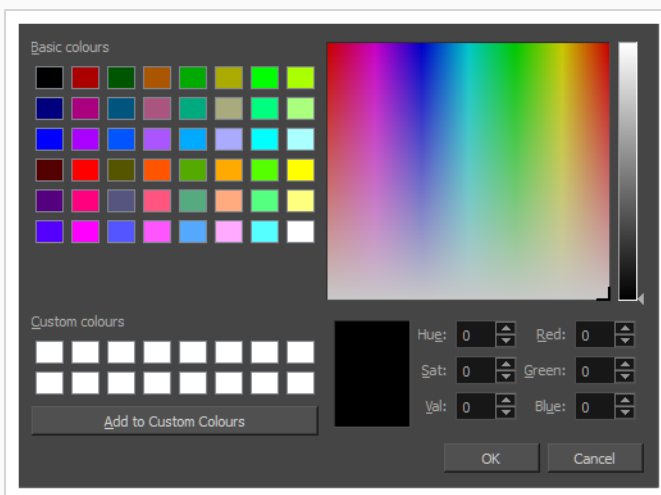 Basic colours
Custom colours
Add to Custom Colours
Hue: 0 Red: 0
Sat: 0 Green: 0
Val: 0 Blue: 0
OK Cancel